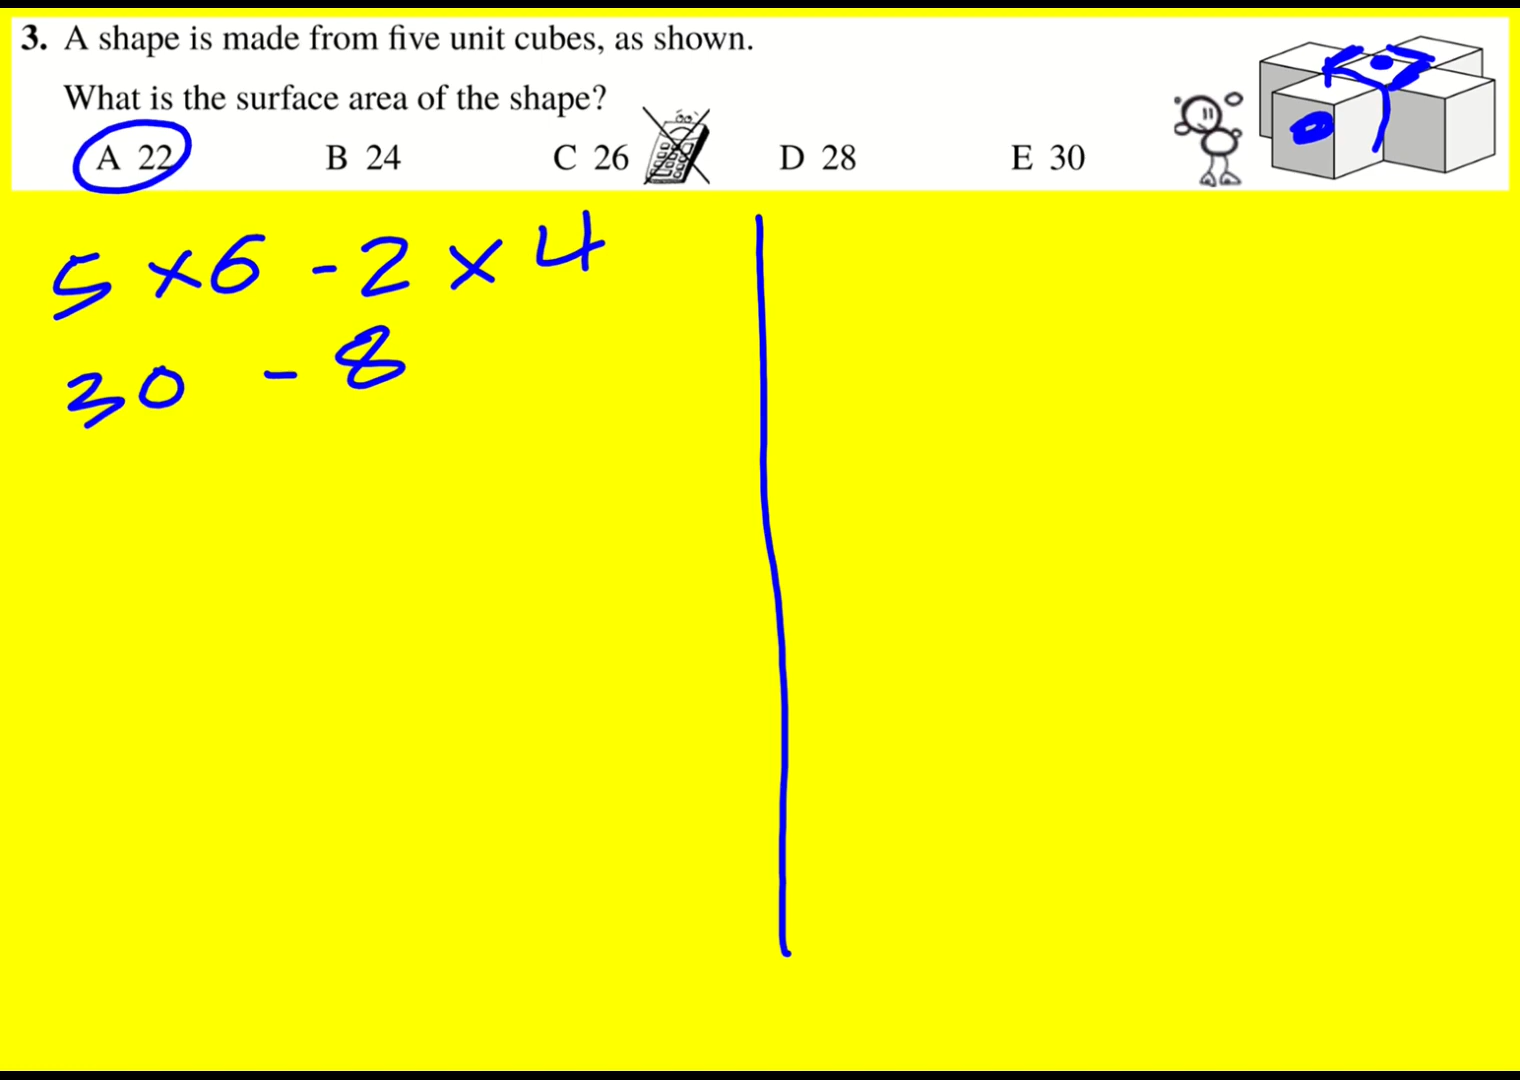 3. A shape is made from five unit cubes, as shown.
What is the surface area of the shape?
A 22 B 24 C 26 D 28 E 30
5 × 6 - 2 × 4
30 - 8